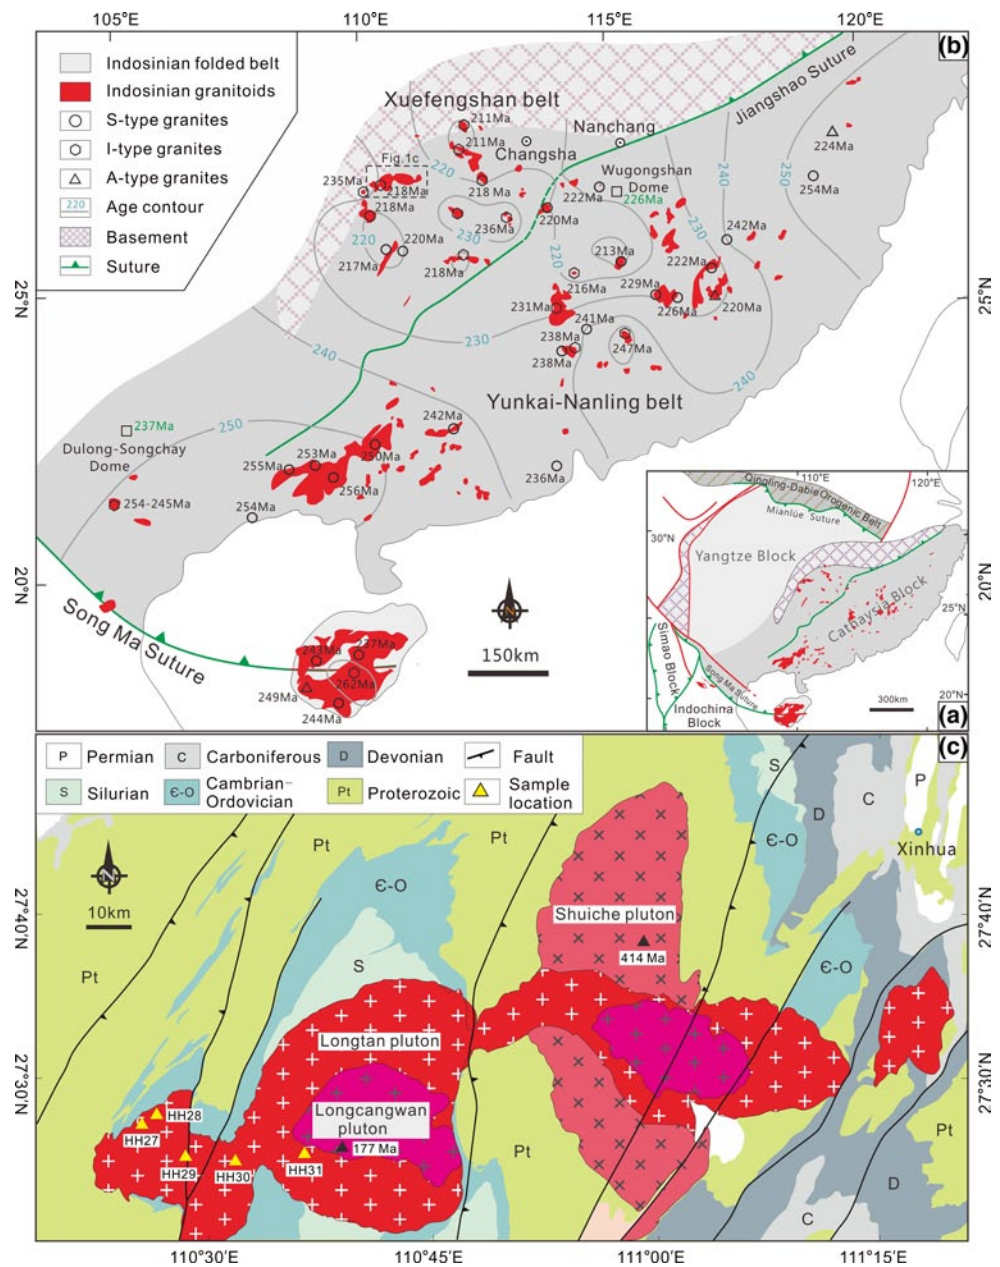 105°E 110°E 115°E 120°E
(b)
Indosinian folded belt
Indosinian granitoids
S-type granites
I-type granites
A-type granites
220 Age contour
Basement
Suture
Xuefengshan belt
Jiangshao Suture
211Ma
211Ma
Changsha
Nanchang
Fig.1c
235Ma
218Ma
218Ma
220
218 Ma
236Ma
230
220
220Ma
217Ma
218Ma
220Ma
222Ma
Wugongshan
Dome
226Ma
224Ma
254Ma
240
250
230
242Ma
213Ma
222Ma
220
216Ma
229Ma
220Ma
226Ma
231Ma
241Ma
238Ma
238Ma
247Ma
230
240
240
25°N
25°N
Yunkai-Nanling belt
250
242Ma
237Ma
Dulong-Songchay
Dome
253Ma
250Ma
255Ma
256Ma
254Ma
254-245Ma
236Ma
20°N
20°N
Song Ma Suture
243Ma
237Ma
262Ma
249Ma
244Ma
N
150km
110°E
120°E
Qingling-Dabie Orogenic Belt
Mianlüe Suture
30°N
Yangtze Block
Cathaysia Block
25°N
Simao Block
Song Ma Suture
Indochina
Block
20°N
300km
(a)
(c)
P Permian
C Carboniferous
D Devonian
Fault
S Silurian
Є-O Cambrian-
Ordovician
Pt Proterozoic
Sample
location
N
10km
Pt
Pt
Pt
Pt
Pt
Pt
Є-O
Є-O
Є-O
S
S
D
D
D
C
C
P
Xinhua
Shuiche pluton
414 Ma
Longtan pluton
Longcangwan
pluton
177 Ma
HH28
HH27
HH29
HH30
HH31
27°40'N
27°30'N
27°40'N
27°30'N
110°30'E 110°45'E 111°00'E 111°15'E